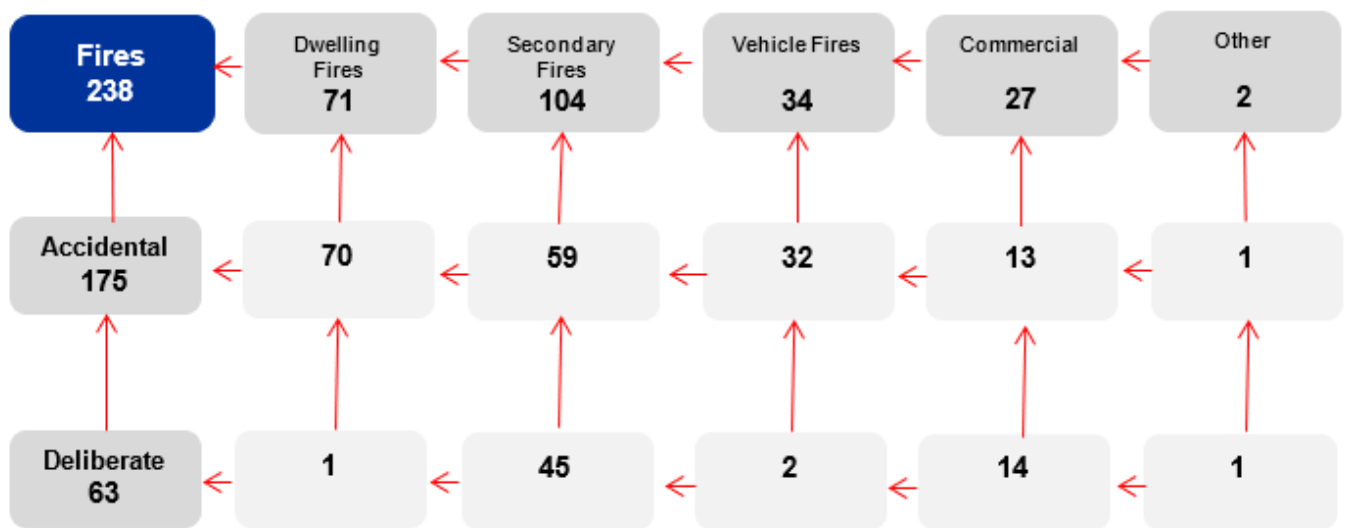 Fires
238
Dwelling
Fires
71
Secondary
Fires
104
Vehicle Fires
34
Commercial
27
Other
2
Accidental
175
70
59
32
13
1
Deliberate
63
1
45
2
14
1